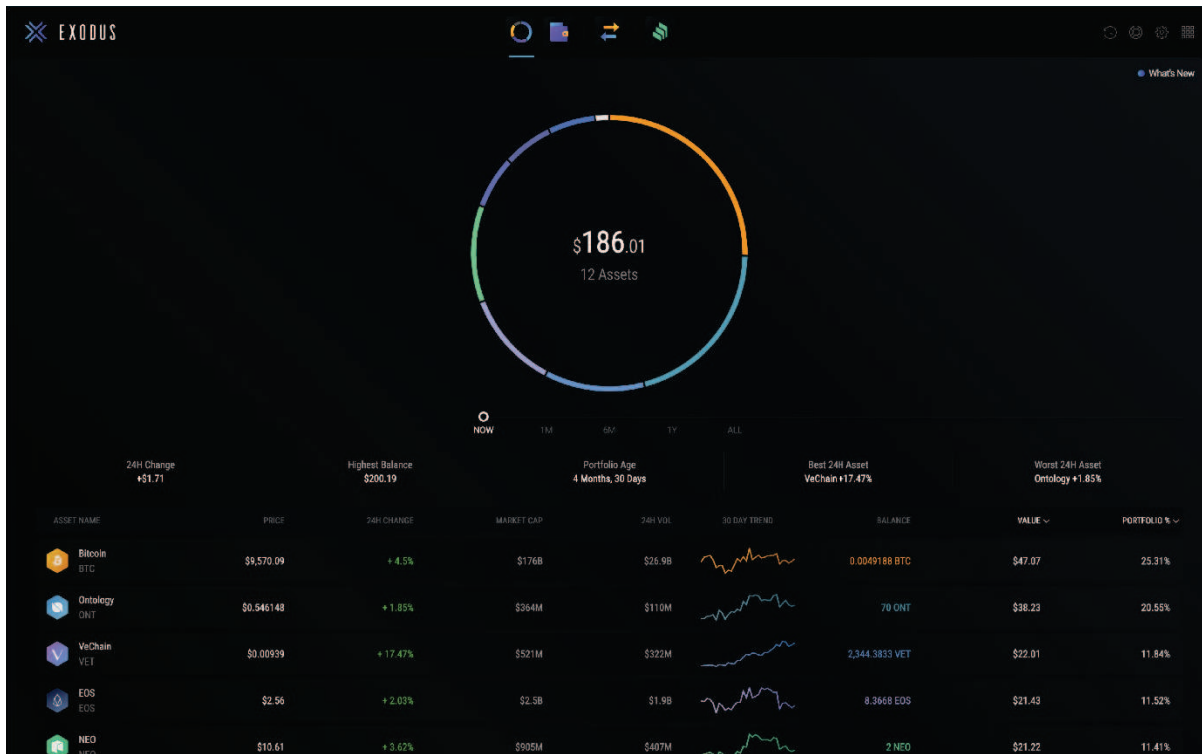 EXODUS
What's New
$186.01
12 Assets
NOW 1M 6M 1Y ALL
24H Change Highest Balance Portfolio Age Best 24H Asset Worst 24H Asset
+$1.71 $200.19 4 Months, 30 Days VeChain +17.47% Ontology +1.85%
ASSET NAME PRICE 24H CHANGE MARKET CAP 24H VOL 30 DAY TREND BALANCE VALUE PORTFOLIO %
Bitcoin
BTC $9,570.09 +4.5% $176B $26.9B 0.0049188 BTC $47.07 25.31%
Ontology
ONT $0.546148 +1.85% $364M $110M 70 ONT $38.23 20.55%
VeChain
VET $0.00939 +17.47% $521M $322M 2,344.3833 VET $22.01 11.84%
EOS
EOS $2.56 +2.03% $2.5B $1.9B 8.3668 EOS $21.43 11.52%
NEO
NEO $10.61 +3.62% $905M $407M 2 NEO $21.22 11.41%